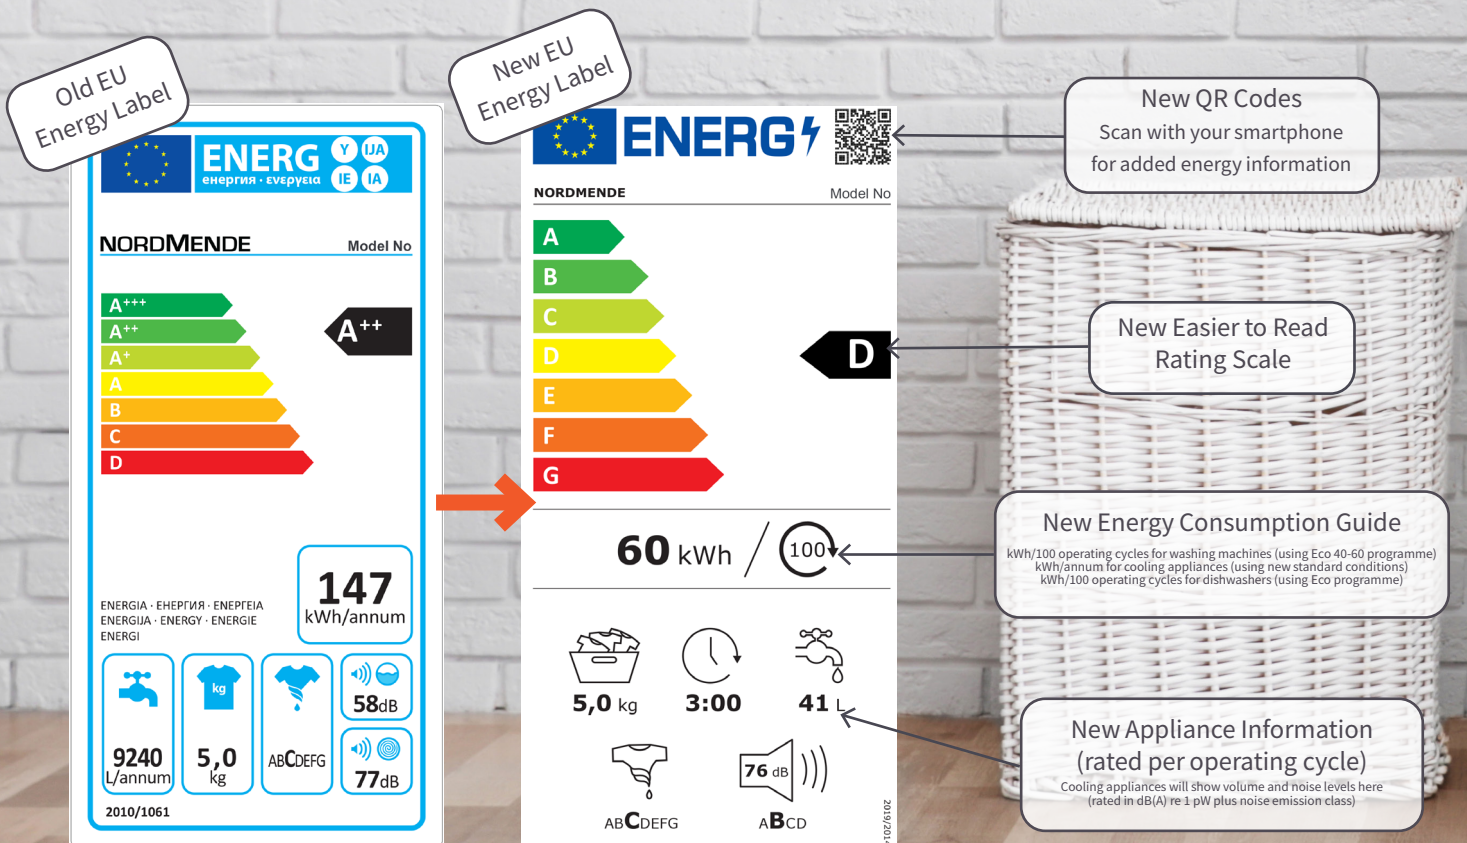 Old EU
Energy Label
ENERG
енергия · ενεργεια
Y IJA
IE IA
NORDMENDE
Model No
A+++
A++
A+
A
B
C
D
A++
147
kWh/annum
ENERGIA · ЕНЕРГИЯ · ΕΝΕΡΓΕΙΑ
ENERGIJA · ENERGY · ENERGIE
ENERGI
9240
L/annum
kg
5,0
kg
ABCDEFG
58dB
77dB
2010/1061
New EU
Energy Label
ENERG
NORDMENDE
Model No
A
B
C
D
E
F
G
D
60 kWh / 100
5,0 kg
3:00
41 L
ABCDEFG
76 dB
ABCD
2019/2014
New QR Codes
Scan with your smartphone
for added energy information
New Easier to Read
Rating Scale
New Energy Consumption Guide
kWh/100 operating cycles for washing machines (using Eco 40-60 programme)
kWh/annum for cooling appliances (using new standard conditions)
kWh/100 operating cycles for dishwashers (using Eco programme)
New Appliance Information
(rated per operating cycle)
Cooling appliances will show volume and noise levels here
(rated in dB(A) re 1 pW plus noise emission class)